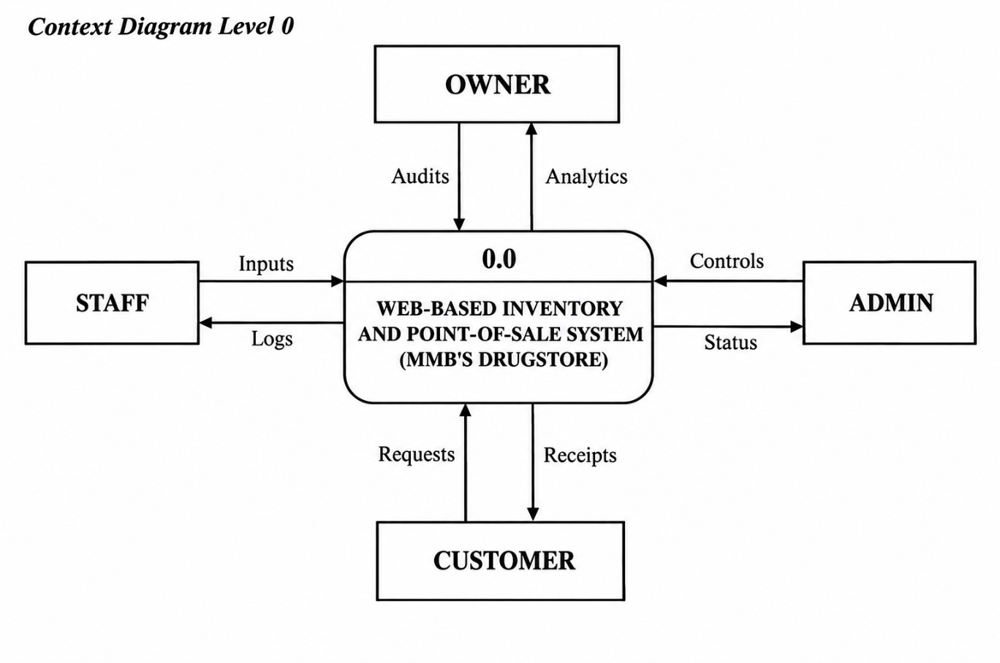 Context Diagram Level 0
OWNER
Audits
Analytics
Inputs
0.0
Controls
STAFF
WEB-BASED INVENTORY
AND POINT-OF-SALE SYSTEM
(MMB'S DRUGSTORE)
ADMIN
Logs
Status
Requests
Receipts
CUSTOMER